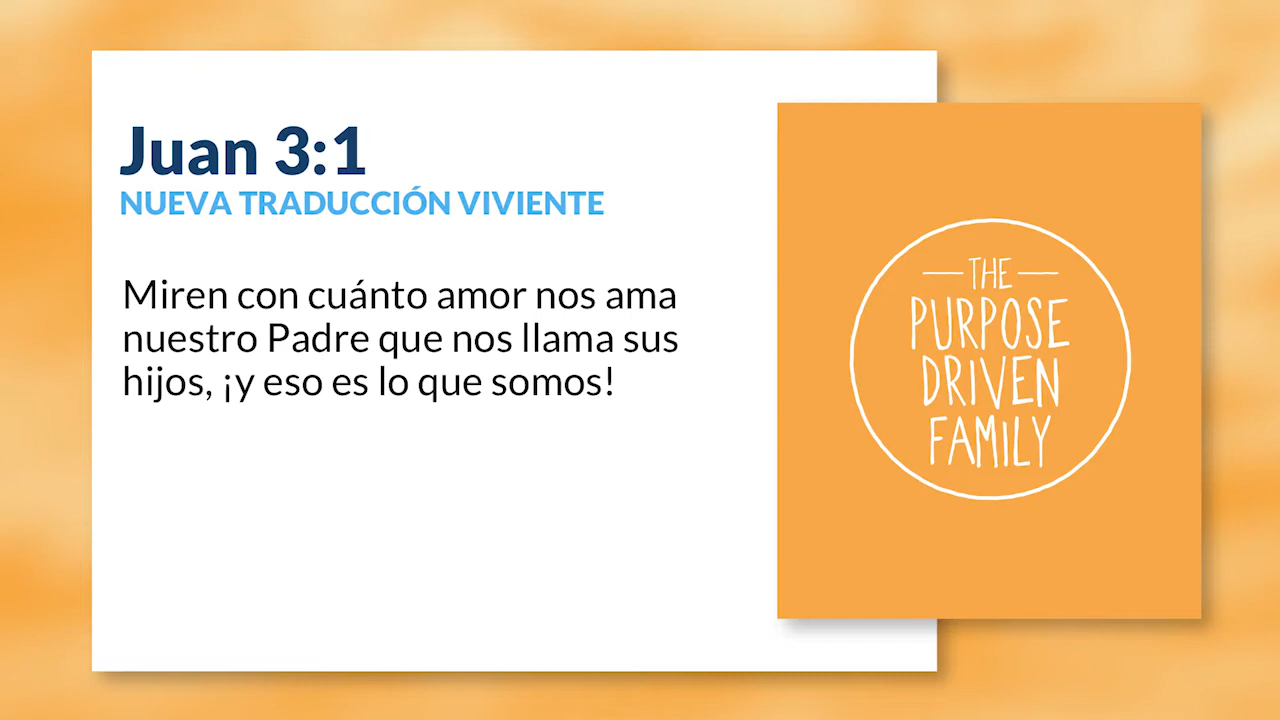 Juan 3:1
NUEVA TRADUCCIÓN VIVIENTE
Miren con cuánto amor nos ama
nuestro Padre que nos llama sus
hijos, ¡y eso es lo que somos!
THE
PURPOSE
DRIVEN
FAMILY